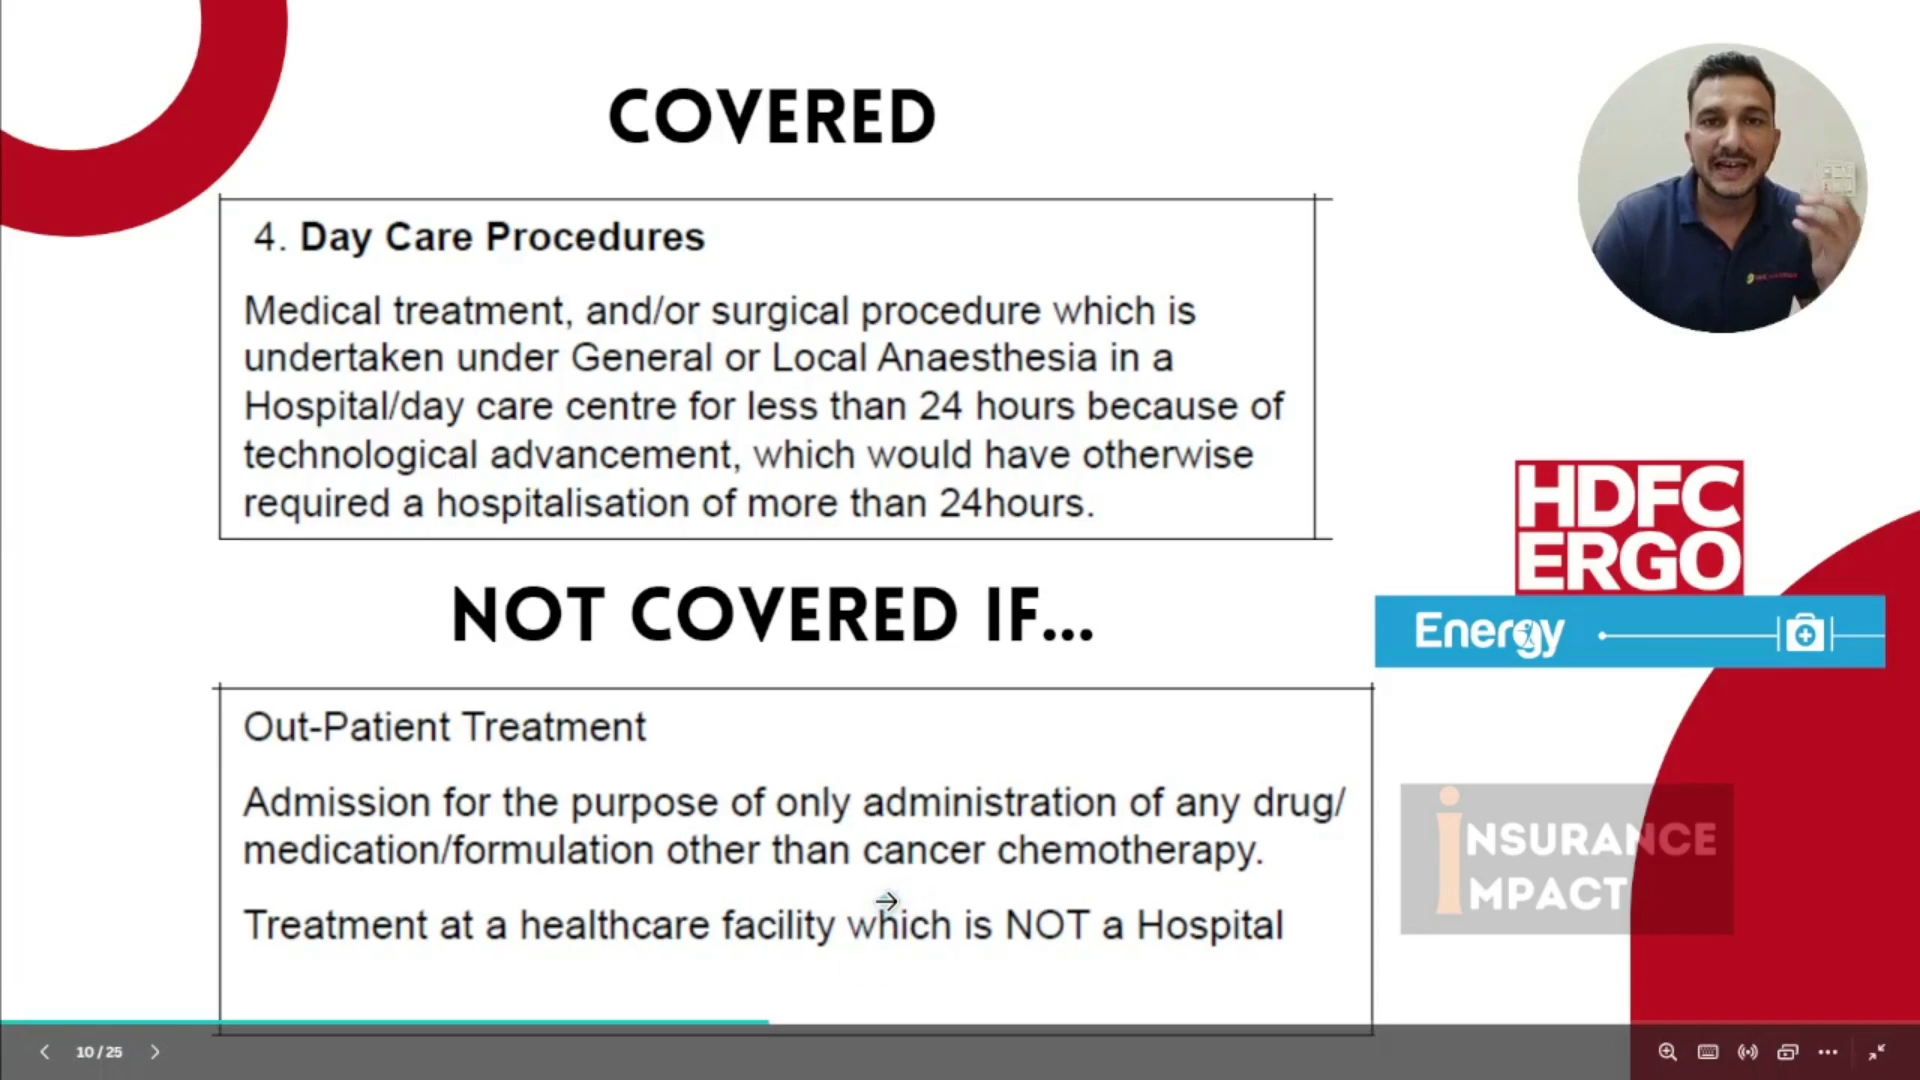 COVERED
4. Day Care Procedures
Medical treatment, and/or surgical procedure which is
undertaken under General or Local Anaesthesia in a
Hospital/day care centre for less than 24 hours because of
technological advancement, which would have otherwise
required a hospitalisation of more than 24hours.
NOT COVERED IF...
Out-Patient Treatment
Admission for the purpose of only administration of any drug/
medication/formulation other than cancer chemotherapy.
Treatment at a healthcare facility which is NOT a Hospital
HDFC
ERGO
Energy
iNSURANCE
iMPACT
10 / 25